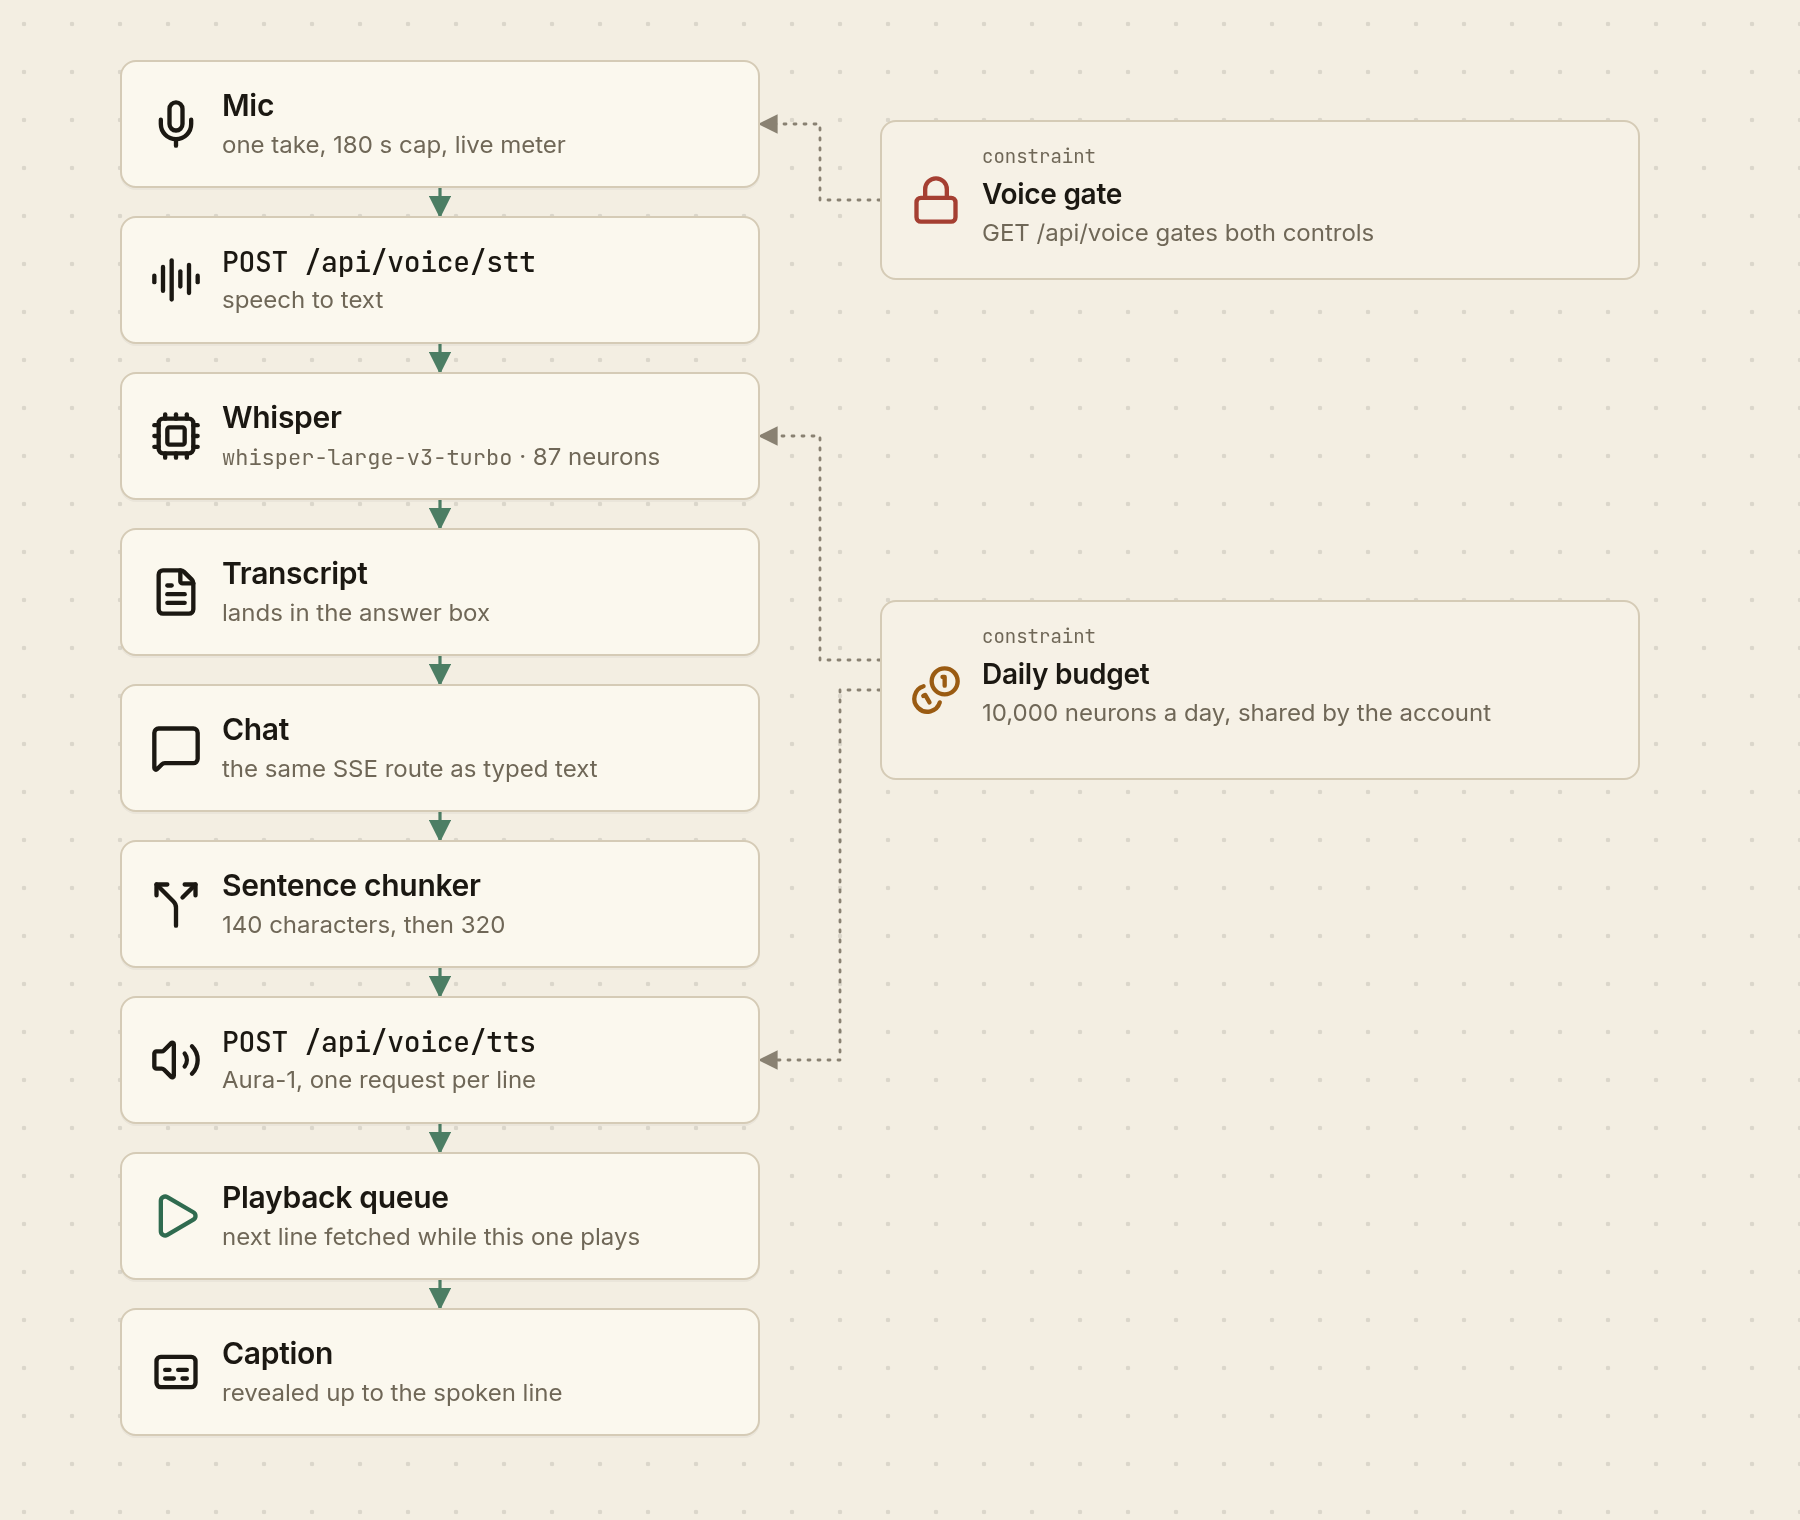 Mic
one take, 180 s cap, live meter
POST /api/voice/stt
speech to text
Whisper
whisper-large-v3-turbo · 87 neurons
Transcript
lands in the answer box
Chat
the same SSE route as typed text
Sentence chunker
140 characters, then 320
POST /api/voice/tts
Aura-1, one request per line
Playback queue
next line fetched while this one plays
Caption
revealed up to the spoken line
constraint
Voice gate
GET /api/voice gates both controls
constraint
Daily budget
10,000 neurons a day, shared by the account